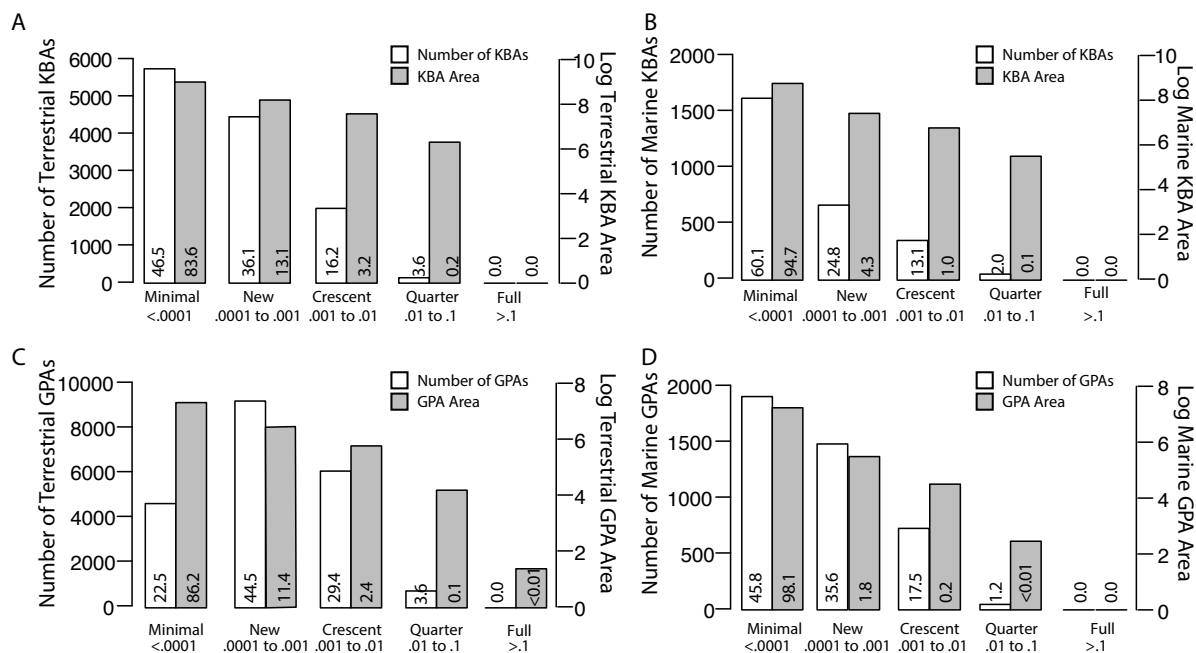 A
Number of Terrestrial KBAs
6000
5000
4000
3000
2000
1000
0
Number of KBAs
KBA Area
10
8
6
4
2
0
Log Terrestrial KBA Area
46.5 83.6 36.1 13.1 16.2 3.2 3.6 0.2 0.0 0.0
Minimal New Crescent Quarter Full
<.0001 .0001 to .001 .001 to .01 .01 to .1 >.1
B
Number of Marine KBAs
2000
1500
1000
500
0
Number of KBAs
KBA Area
10
8
6
4
2
0
Log Marine KBA Area
60.1 94.7 24.8 4.3 13.1 1.0 2.0 0.1 0.0 0.0
Minimal New Crescent Quarter Full
<.0001 .0001 to .001 .001 to .01 .01 to .1 >.1
C
Number of Terrestrial GPAs
10000
8000
6000
4000
2000
0
Number of GPAs
GPA Area
8
6
4
2
0
Log Terrestrial GPA Area
22.5 86.2 44.5 11.4 29.4 2.4 3.6 0.1 0.0 <0.01
Minimal New Crescent Quarter Full
<.0001 .0001 to .001 .001 to .01 .01 to .1 >.1
D
Number of Marine GPAs
2000
1500
1000
500
0
Number of GPAs
GPA Area
8
6
4
2
0
Log Marine GPA Area
45.8 98.1 35.6 1.8 17.5 0.2 1.2 <0.01 0.0 0.0
Minimal New Crescent Quarter Full
<.0001 .0001 to .001 .001 to .01 .01 to .1 >.1